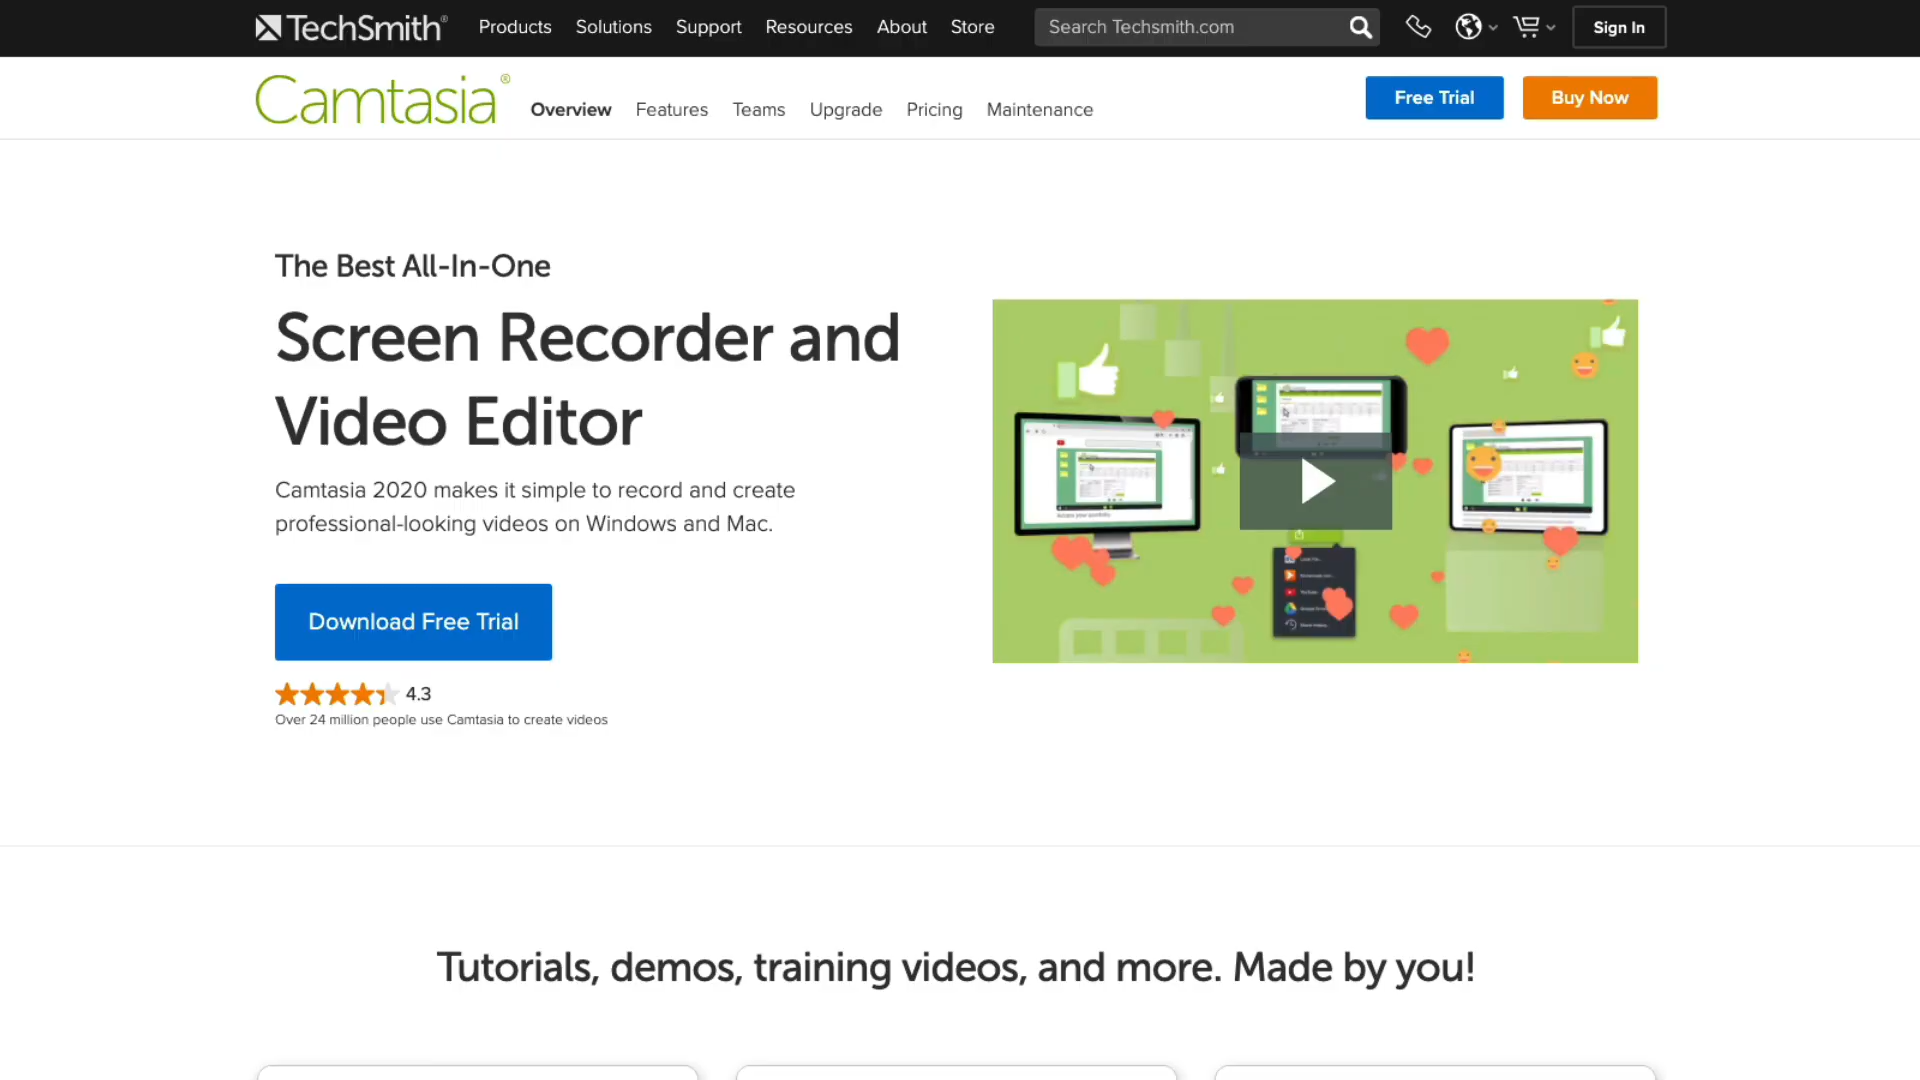 TechSmith®
Products Solutions Support Resources About Store
Search Techsmith.com
Sign In
Camtasia®
Overview Features Teams Upgrade Pricing Maintenance
Free Trial
Buy Now
The Best All-In-One
Screen Recorder and
Video Editor
Camtasia 2020 makes it simple to record and create
professional-looking videos on Windows and Mac.
Download Free Trial
4.3
Over 24 million people use Camtasia to create videos
Tutorials, demos, training videos, and more. Made by you!